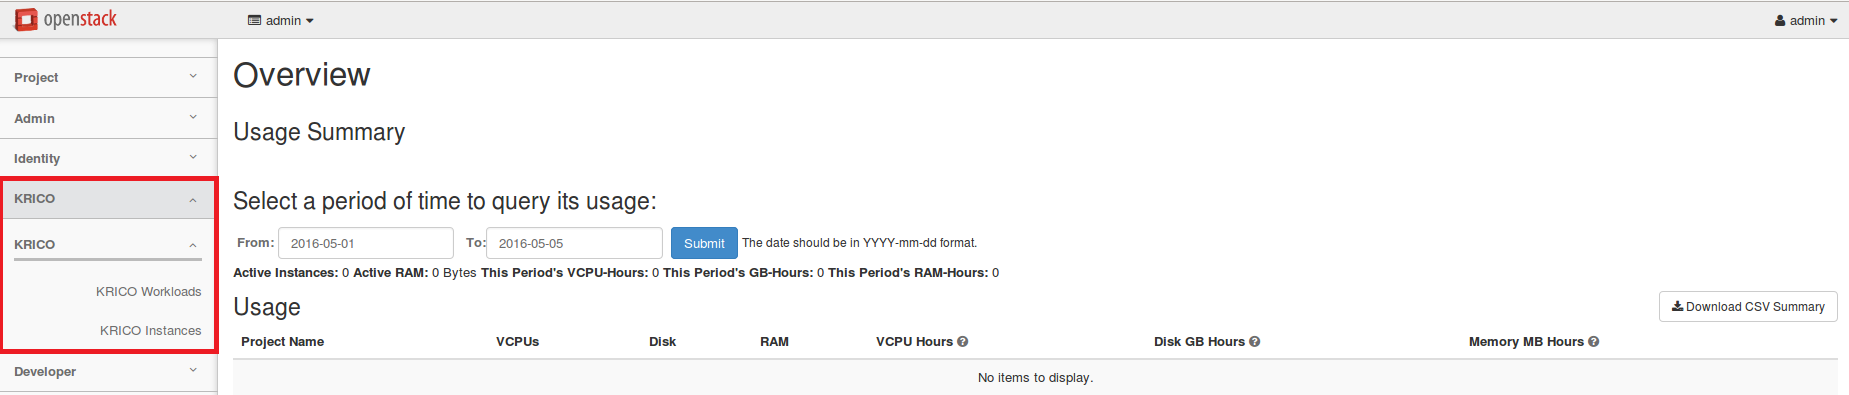 openstack admin admin
Project
Admin
Identity
KRICO
KRICO
KRICO Workloads
KRICO Instances
Developer
Overview
Usage Summary
Select a period of time to query its usage:
From: 2016-05-01 To: 2016-05-05 Submit The date should be in YYYY-mm-dd format.
Active Instances: 0 Active RAM: 0 Bytes This Period's VCPU-Hours: 0 This Period's GB-Hours: 0 This Period's RAM-Hours: 0
Usage Download CSV Summary
Project Name VCPUs Disk RAM VCPU Hours Disk GB Hours Memory MB Hours
No items to display.